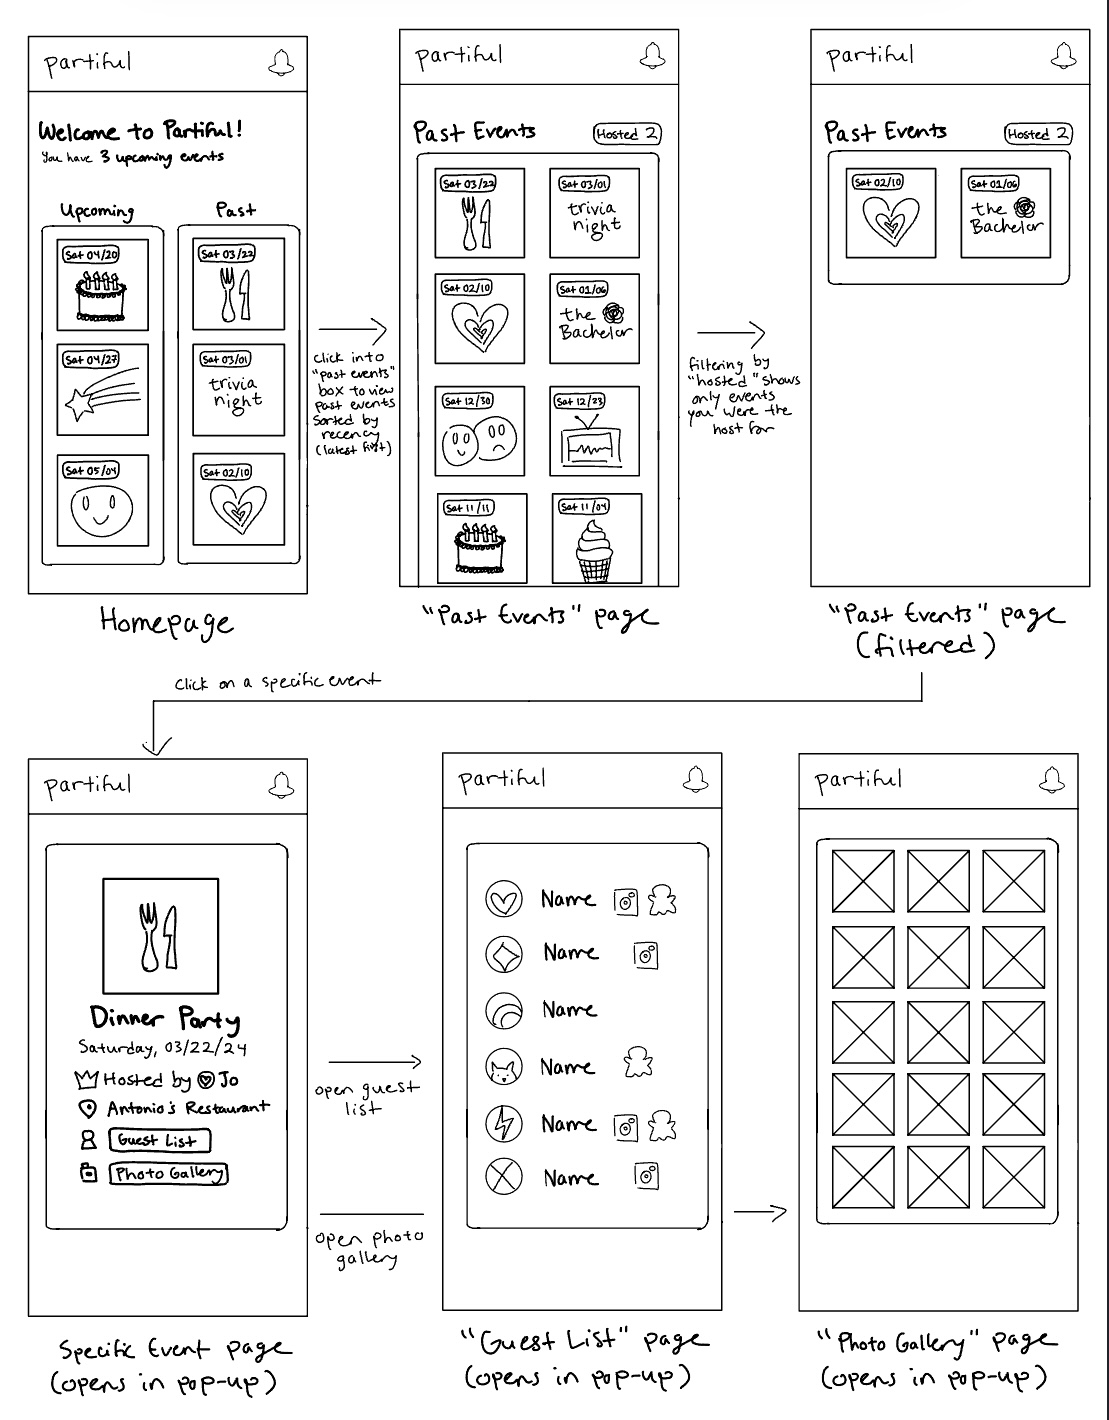 partiful
Welcome to Partiful!
You have 3 upcoming events
Upcoming
Past
Sat 04/20
Sat 03/22
Sat 04/27
Sat 03/01
trivia
night
Sat 05/04
Sat 02/10
Homepage
click into
"past events"
box to view
past events
sorted by
recency
(latest first)
partiful
Past Events
Hosted 2
Sat 03/22
Sat 03/01
trivia
night
Sat 02/10
Sat 01/06
the
Bachelor
Sat 12/30
Sat 12/23
Sat 11/11
Sat 11/04
"Past Events" page
filtering by
"hosted" shows
only events
you were the
host for
partiful
Past Events
Hosted 2
Sat 02/10
Sat 01/06
the
Bachelor
"Past Events" page
(filtered)
click on a specific event
partiful
Dinner Party
Saturday, 03/22/24
Hosted by Jo
Antonio's Restaurant
Guest List
Photo Gallery
Specific Event page
(opens in pop-up)
open guest
list
open photo
gallery
partiful
Name
Name
Name
Name
Name
Name
"Guest List" page
(opens in pop-up)
partiful
"Photo Gallery" page
(opens in pop-up)